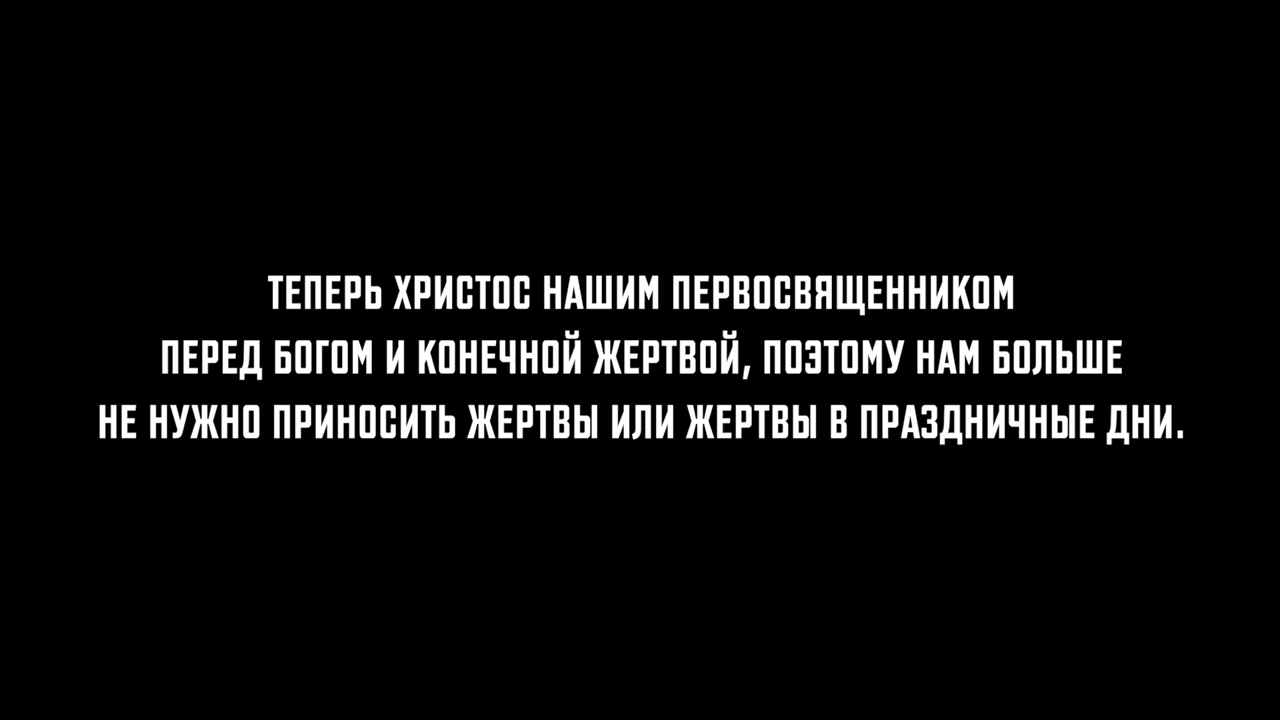 ТЕПЕРЬ ХРИСТОС НАШИМ ПЕРВОСВЯЩЕННИКОМ
ПЕРЕД БОГОМ И КОНЕЧНОЙ ЖЕРТВОЙ, ПОЭТОМУ НАМ БОЛЬШЕ
НЕ НУЖНО ПРИНОСИТЬ ЖЕРТВЫ ИЛИ ЖЕРТВЫ В ПРАЗДНИЧНЫЕ ДНИ.